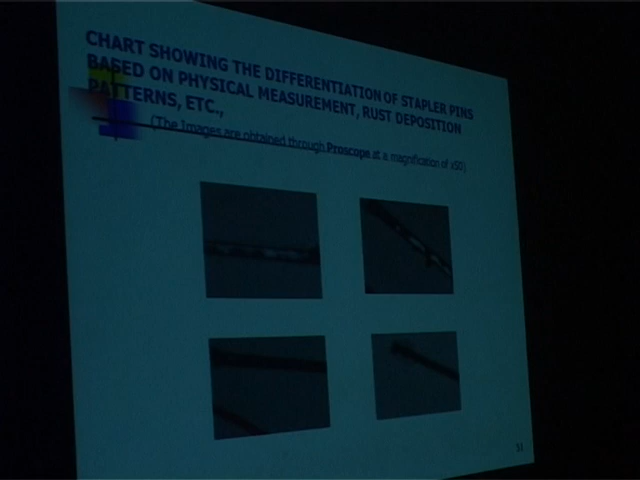 CHART SHOWING THE DIFFERENTIATION OF STAPLER PINS
BASED ON PHYSICAL MEASUREMENT, RUST DEPOSITION
PATTERNS, ETC.,
(The Images are obtained through Proscope at a magnification of x50)
51